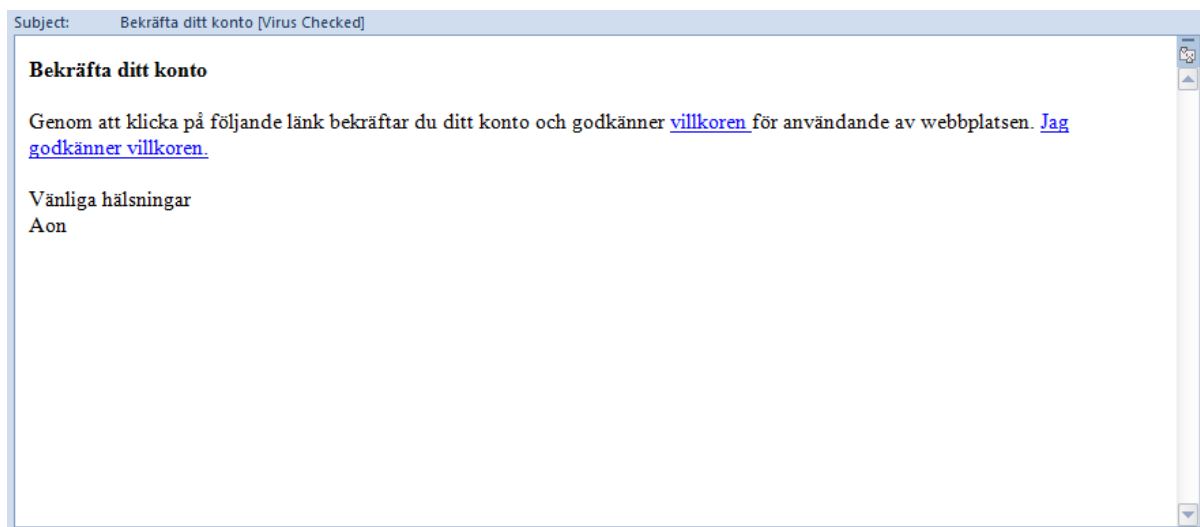 Subject: Bekräfta ditt konto [Virus Checked]
Bekräfta ditt konto
Genom att klicka på följande länk bekräftar du ditt konto och godkänner villkoren för användande av webbplatsen. Jag
godkänner villkoren.
Vänliga hälsningar
Aon